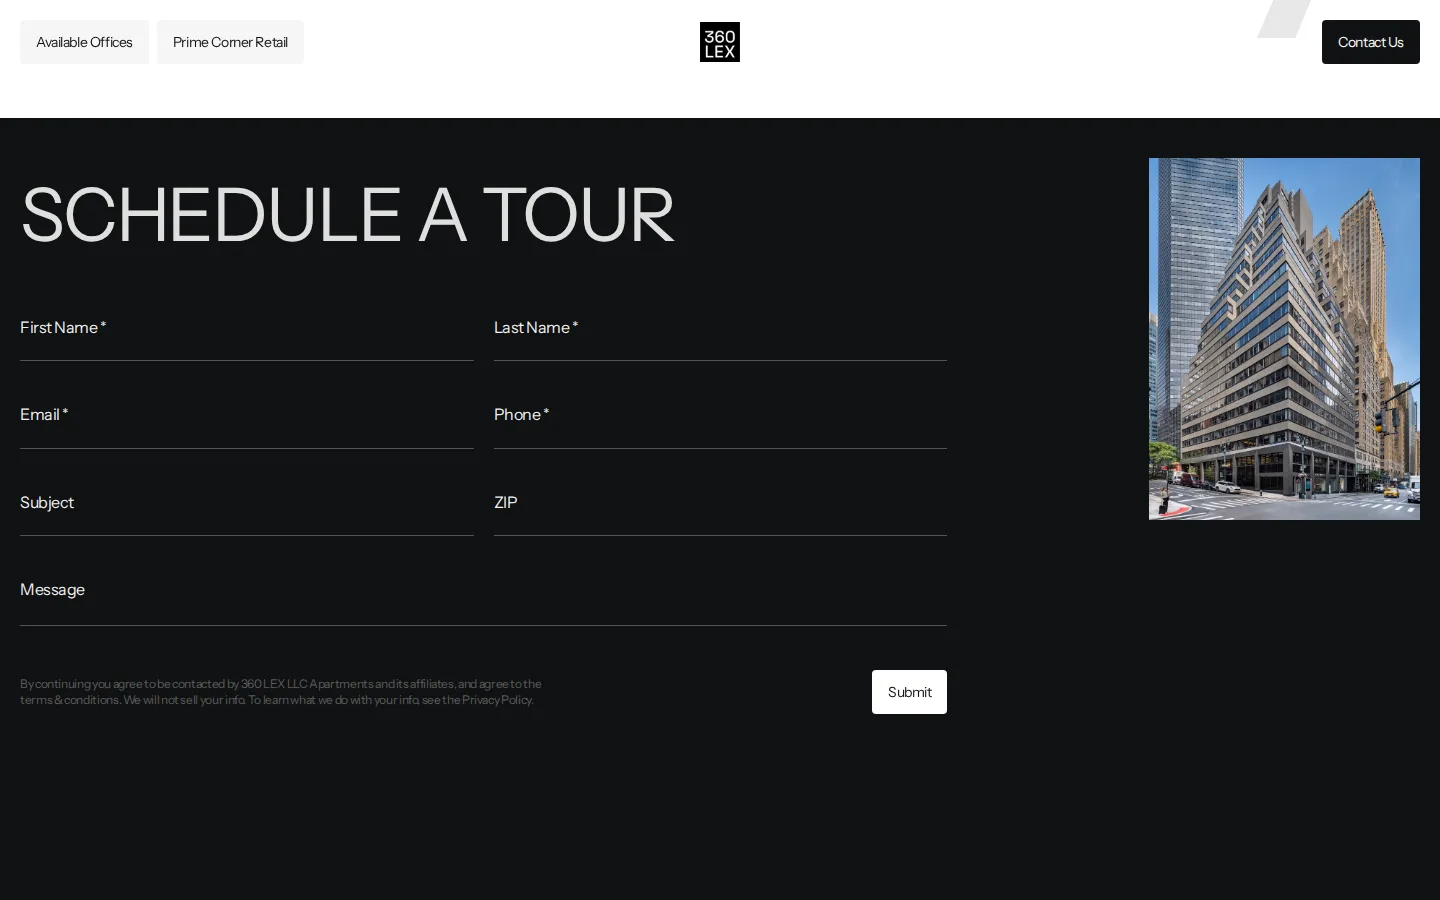 Available Offices
Prime Corner Retail
360
LEX
Contact Us
SCHEDULE A TOUR
First Name *
Last Name *
Email *
Phone *
Subject
ZIP
Message
By continuing you agree to be contacted by 360 LEX LLC Apartments and its affiliates, and agree to the
terms & conditions. We will not sell your info. To learn what we do with your info, see the Privacy Policy.
Submit